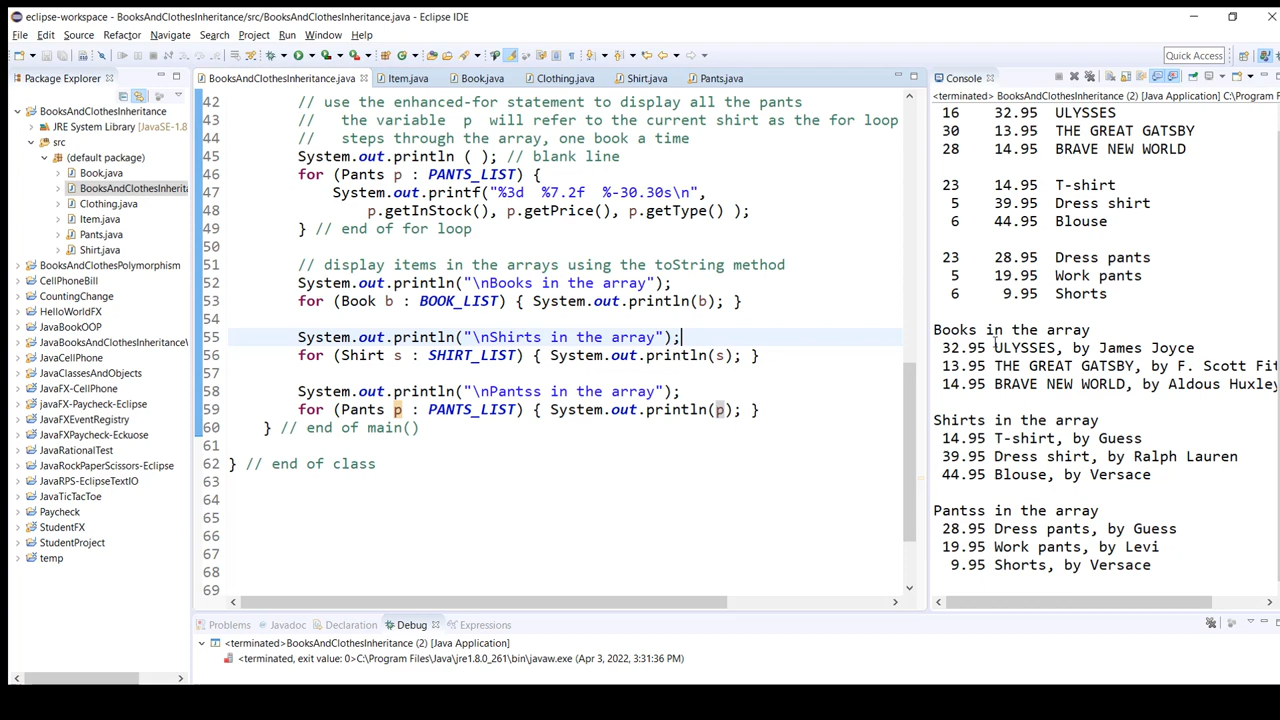 eclipse-workspace - BooksAndClothesInheritance/src/BooksAndClothesInheritance.java - Eclipse IDE
File Edit Source Refactor Navigate Search Project Run Window Help
Quick Access
Package Explorer
BooksAndClothesInheritance
JRE System Library [JavaSE-1.8
src
(default package)
Book.java
BooksAndClothesInherita
Clothing.java
Item.java
Pants.java
Shirt.java
BooksAndClothesPolymorphism
CellPhoneBill
CountingChange
HelloWorldFX
JavaBookOOP
JavaBooksAndClothesInheritance\
JavaCellPhone
JavaClassesAndObjects
JavaFX-CellPhone
javaFX-Paycheck-Eclipse
JavaFXEventRegistry
JavaFXPaycheck-Eckuose
JavaRationalTest
JavaRockPaperScissors-Eclipse
JavaRPS-EclipseTextIO
JavaTicTacToe
Paycheck
StudentFX
StudentProject
temp
BooksAndClothesInheritance.java Item.java Book.java Clothing.java Shirt.java Pants.java
42 // use the enhanced-for statement to display all the pants
43 //  the variable  p  will refer to the current shirt as the for loop
44 //  steps through the array, one book a time
45 System.out.println ( ); // blank line
46 for (Pants p : PANTS_LIST) {
47 System.out.printf("%3d  %7.2f  %-30.30s\n",
48 p.getInStock(), p.getPrice(), p.getType() );
49 } // end of for loop
50
51 // display items in the arrays using the toString method
52 System.out.println("\nBooks in the array");
53 for (Book b : BOOK_LIST) { System.out.println(b); }
54
55 System.out.println("\nShirts in the array");
56 for (Shirt s : SHIRT_LIST) { System.out.println(s); }
57
58 System.out.println("\nPantss in the array");
59 for (Pants p : PANTS_LIST) { System.out.println(p); }
60 } // end of main()
61
62 } // end of class
63
64
65
66
67
68
69
Console
<terminated> BooksAndClothesInheritance (2) [Java Application] C:\Program F
16 32.95 ULYSSES
30 13.95 THE GREAT GATSBY
28 14.95 BRAVE NEW WORLD
23 14.95 T-shirt
5 39.95 Dress shirt
6 44.95 Blouse
23 28.95 Dress pants
5 19.95 Work pants
6 9.95 Shorts
Books in the array
32.95 ULYSSES, by James Joyce
13.95 THE GREAT GATSBY, by F. Scott Fit
14.95 BRAVE NEW WORLD, by Aldous Huxley
Shirts in the array
14.95 T-shirt, by Guess
39.95 Dress shirt, by Ralph Lauren
44.95 Blouse, by Versace
Pantss in the array
28.95 Dress pants, by Guess
19.95 Work pants, by Levi
9.95 Shorts, by Versace
Problems Javadoc Declaration Debug Expressions
<terminated>BooksAndClothesInheritance (2) [Java Application]
<terminated, exit value: 0>C:\Program Files\Java\jre1.8.0_261\bin\javaw.exe (Apr 3, 2022, 3:31:36 PM)